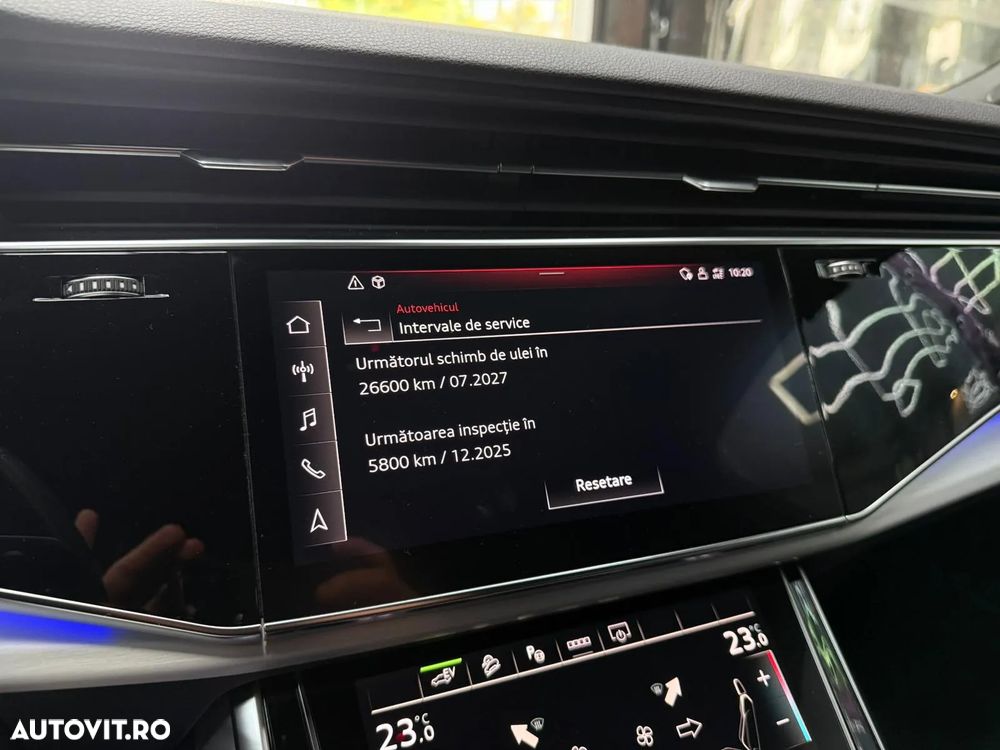 10:20
Autovehicul
Intervale de service
Următorul schimb de ulei în
26600 km / 07.2027
Următoarea inspecție în
5800 km / 12.2025
Resetare
EV
23.0 °C
23.0 °C
AUTOVIT.RO